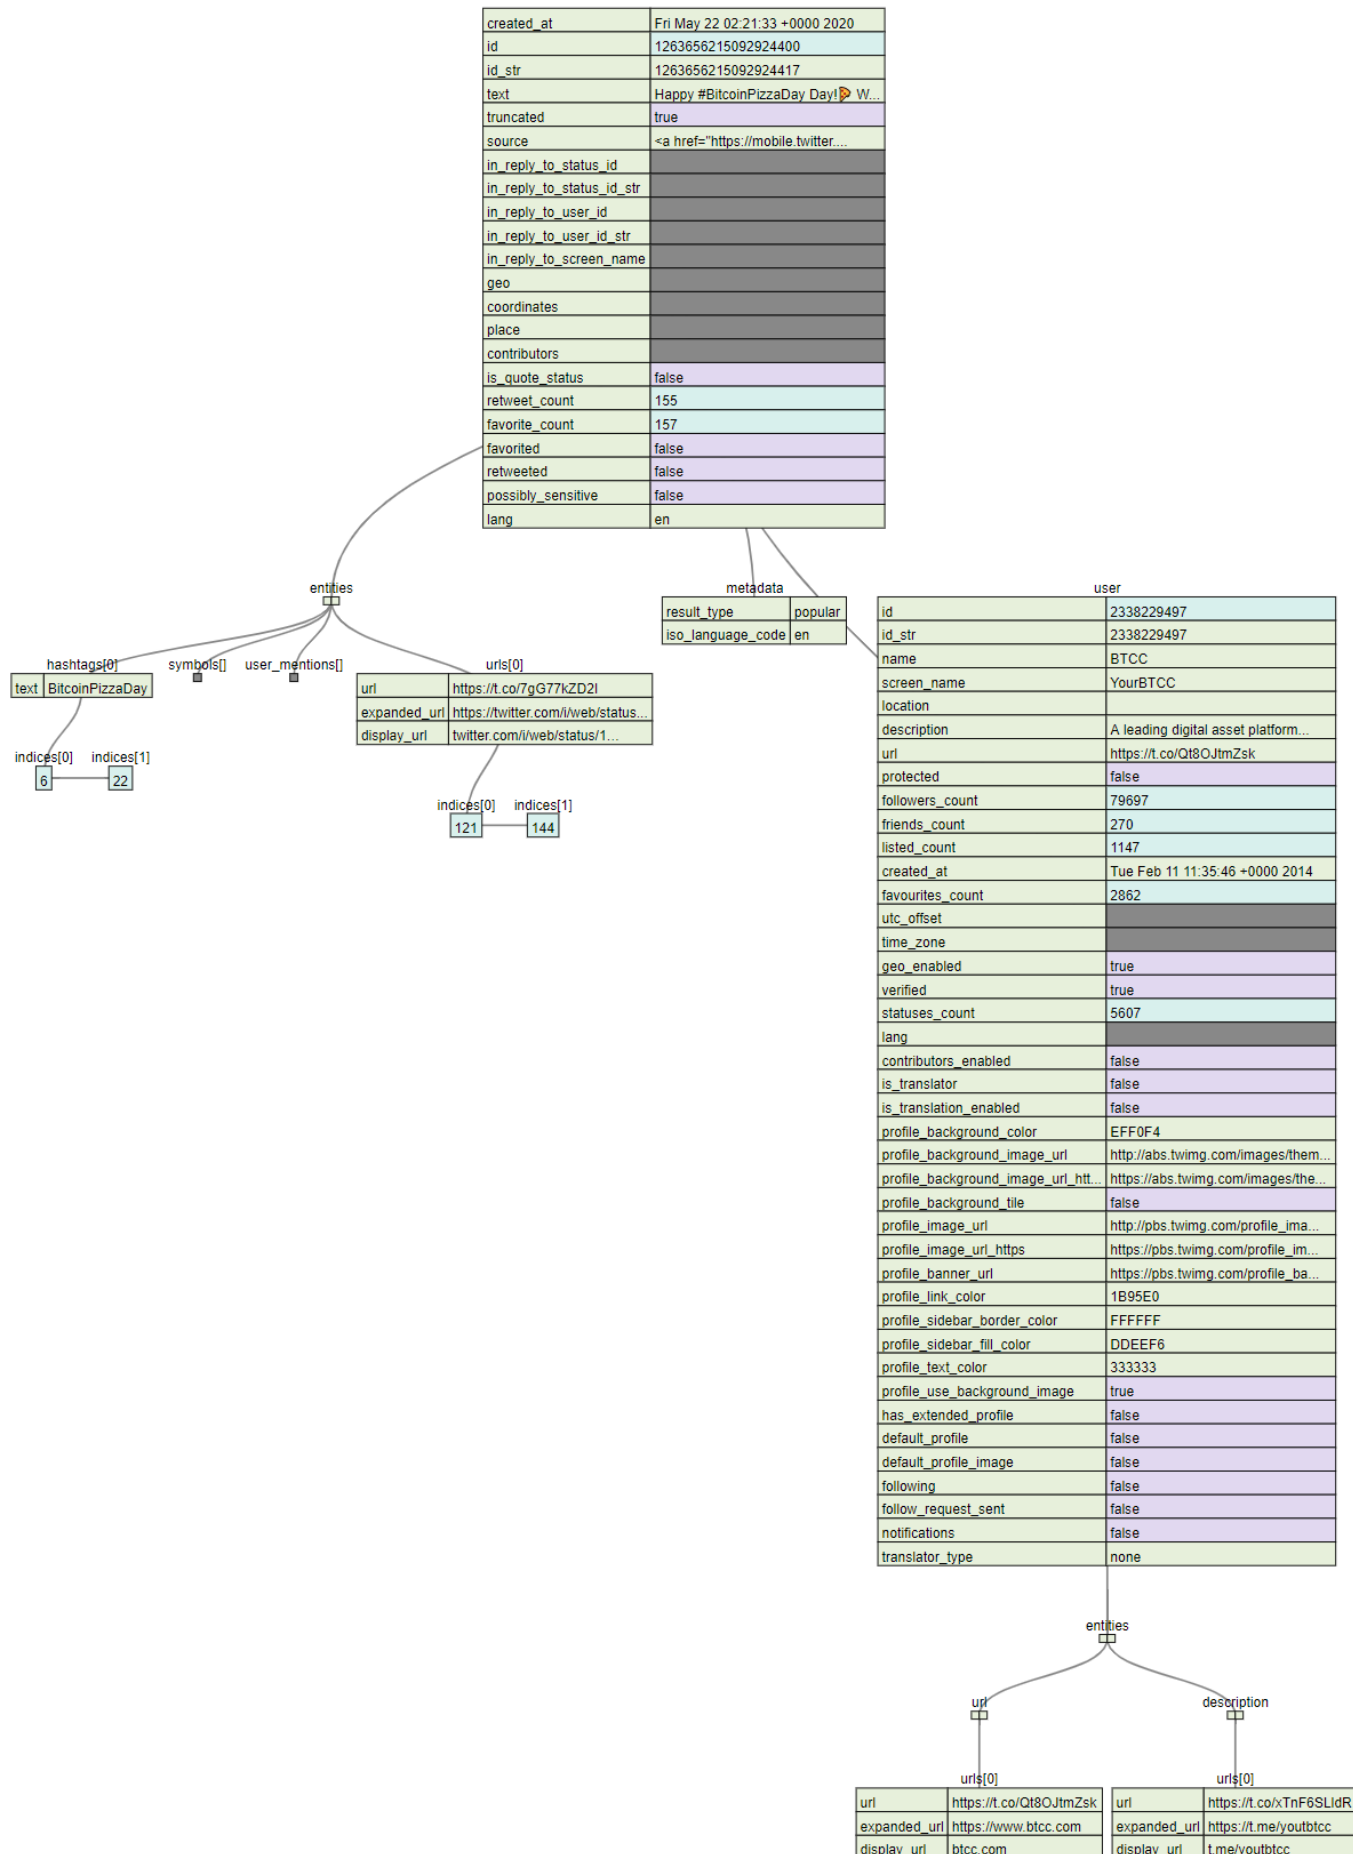 created_at Fri May 22 02:21:33 +0000 2020
id 1263656215092924400
id_str 1263656215092924417
text Happy #BitcoinPizzaDay Day!🍕 W...
truncated true
source <a href="https://mobile.twitter....
in_reply_to_status_id
in_reply_to_status_id_str
in_reply_to_user_id
in_reply_to_user_id_str
in_reply_to_screen_name
geo
coordinates
place
contributors
is_quote_status false
retweet_count 155
favorite_count 157
favorited false
retweeted false
possibly_sensitive false
lang en
entities
hashtags[0]
text BitcoinPizzaDay
indices[0] indices[1]
6 22
symbols[]
user_mentions[]
urls[0]
url https://t.co/7gG77kZD2I
expanded_url https://twitter.com/i/web/status...
display_url twitter.com/i/web/status/1...
indices[0] indices[1]
121 144
metadata
result_type popular
iso_language_code en
user
id 2338229497
id_str 2338229497
name BTCC
screen_name YourBTCC
location
description A leading digital asset platform...
url https://t.co/Qt8OJtmZsk
protected false
followers_count 79697
friends_count 270
listed_count 1147
created_at Tue Feb 11 11:35:46 +0000 2014
favourites_count 2862
utc_offset
time_zone
geo_enabled true
verified true
statuses_count 5607
lang
contributors_enabled false
is_translator false
is_translation_enabled false
profile_background_color EFF0F4
profile_background_image_url http://abs.twimg.com/images/them...
profile_background_image_url_htt... https://abs.twimg.com/images/the...
profile_background_tile false
profile_image_url http://pbs.twimg.com/profile_ima...
profile_image_url_https https://pbs.twimg.com/profile_im...
profile_banner_url https://pbs.twimg.com/profile_ba...
profile_link_color 1B95E0
profile_sidebar_border_color FFFFFF
profile_sidebar_fill_color DDEEF6
profile_text_color 333333
profile_use_background_image true
has_extended_profile false
default_profile false
default_profile_image false
following false
follow_request_sent false
notifications false
translator_type none
entities
url
urls[0]
url https://t.co/Qt8OJtmZsk
expanded_url https://www.btcc.com
display_url btcc.com
description
urls[0]
url https://t.co/xTnF6SLldR
expanded_url https://t.me/youtbtcc
display_url t.me/youtbtcc